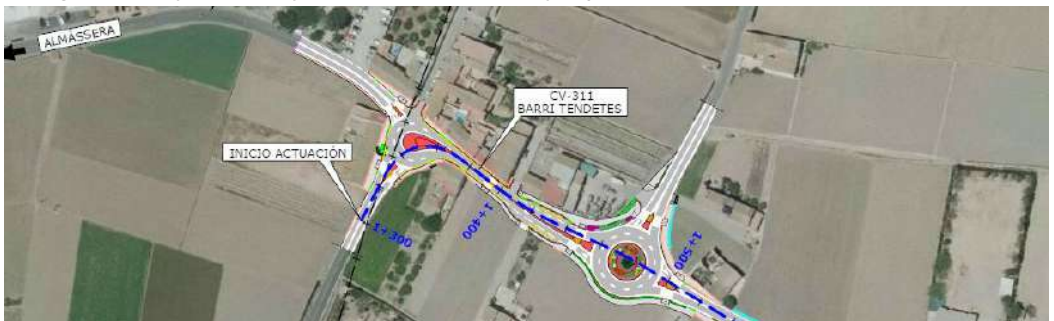 ALMASSERA
CV-311
BARRI TENDETES
INICIO ACTUACIÓN
1+300
1+400
1+500